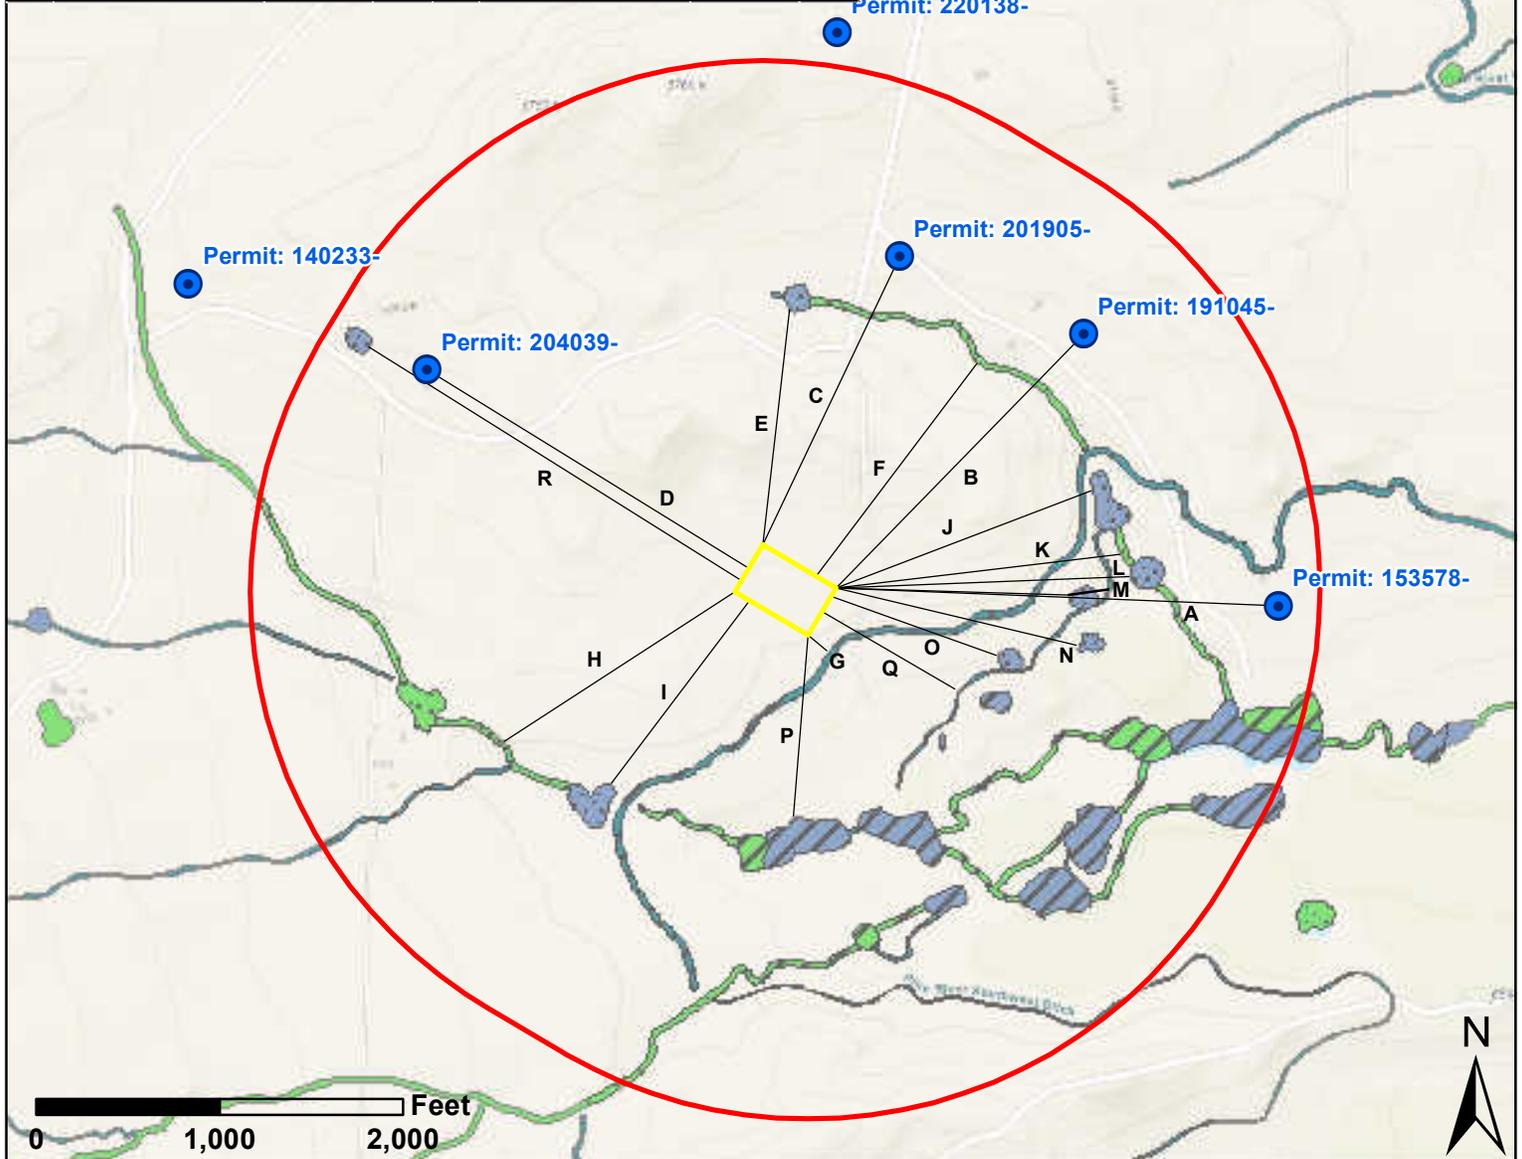 Permit: 220138-
Permit: 201905-
Permit: 140233-
Permit: 191045-
Permit: 204039-
C
E
F
B
R
D
J
K
L
Permit: 153578-
M
A
O
N
H
G
Q
I
P
N
Feet
0 1,000 2,000